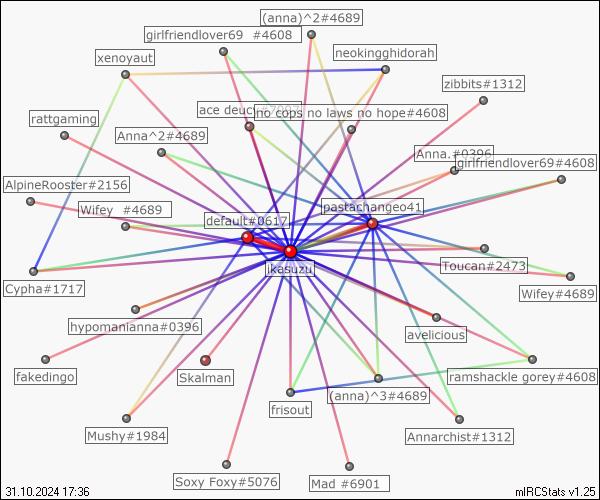 (anna)^2#4689
girlfriendlover69 #4608
neokingghidorah
xenoyaut
zibbits#1312
ace deuce
no cops no laws no hope#4608
rattgaming
Anna^2#4689
Anna.#0396
girlfriendlover69#4608
AlpineRooster#2156
Wifey #4689
pastachangeo41
default#0617
jkasuzu
Toucan#2473
Cypha#1717
Wifey#4689
hypomanianna#0396
avelicious
fakedingo
Skalman
ramshackle gorey#4608
(anna)^3#4689
frisout
Mushy#1984
Annarchist#1312
Soxy Foxy#5076
Mad #6901
31.10.2024 17:36
mIRCStats v1.25